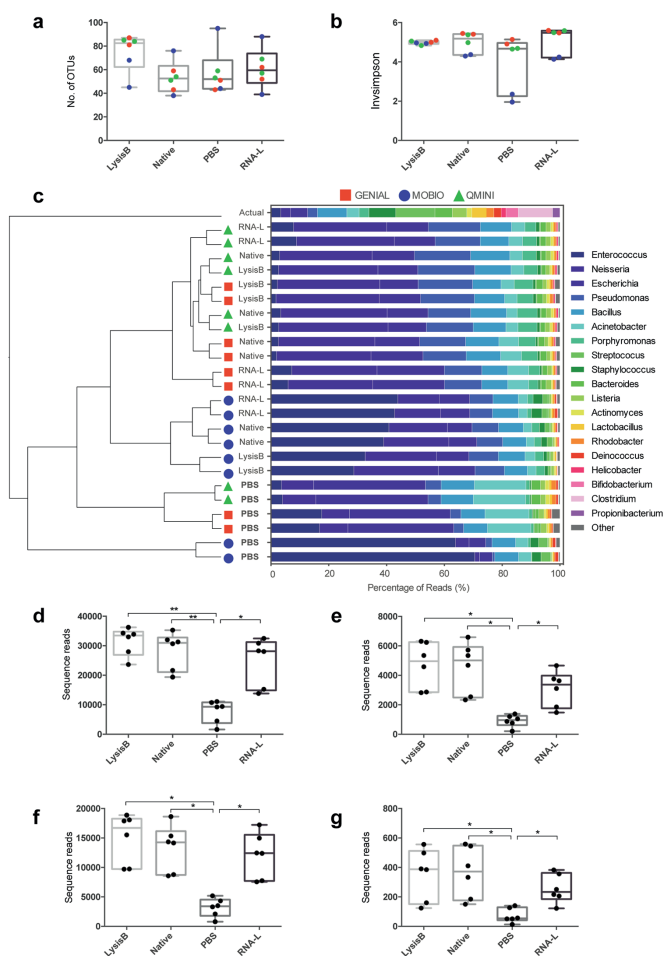 a
No. of OTUs
100
80
60
40
20
0
LysisB
Native
PBS
RNA-L
b
Invsimpson
6
4
2
0
LysisB
Native
PBS
RNA-L
c
GENIAL MOBIO QMINI
Actual
RNA-L
RNA-L
Native
LysisB
LysisB
LysisB
Native
LysisB
Native
Native
RNA-L
RNA-L
RNA-L
RNA-L
Native
Native
LysisB
LysisB
PBS
PBS
PBS
PBS
PBS
PBS
0 20 40 60 80 100
Percentage of Reads (%)
Enterococcus
Neisseria
Escherichia
Pseudomonas
Bacillus
Acinetobacter
Porphyromonas
Streptococus
Staphylococcus
Bacteroides
Listeria
Actinomyces
Lactobacillus
Rhodobacter
Deinococcus
Helicobacter
Bifidobacterium
Clostridium
Propionibacterium
Other
d
Sequence reads
40000
30000
20000
10000
0
**
**
*
LysisB
Native
PBS
RNA-L
e
Sequence reads
8000
6000
4000
2000
0
*
*
*
LysisB
Native
PBS
RNA-L
f
Sequence reads
20000
15000
10000
5000
0
*
*
*
LysisB
Native
PBS
RNA-L
g
Sequence reads
800
600
400
200
0
*
*
*
LysisB
Native
PBS
RNA-L